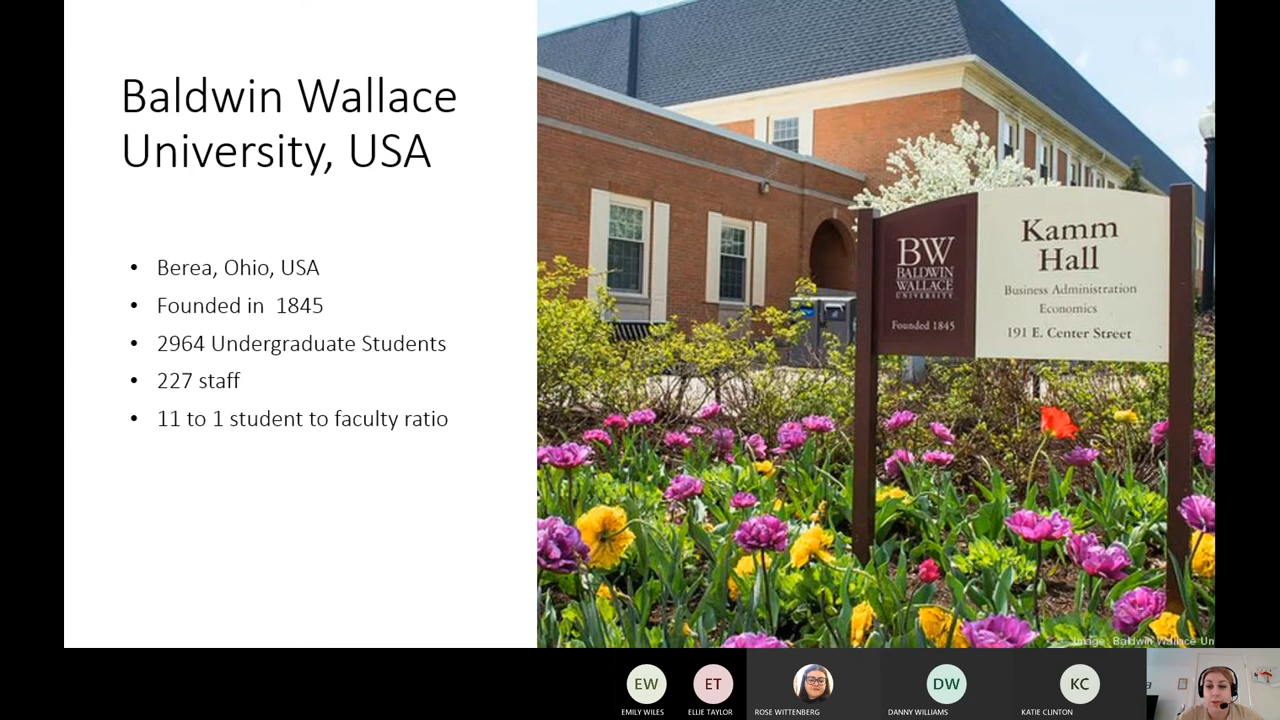 Baldwin Wallace
University, USA
• Berea, Ohio, USA
• Founded in  1845
• 2964 Undergraduate Students
• 227 staff
• 11 to 1 student to faculty ratio
BW
BALDWIN
WALLACE
UNIVERSITY
Founded 1845
Kamm
Hall
Business Administration
Economics
191 E. Center Street
Image: Baldwin Wallace Un
EW
EMILY WILES
ET
ELLIE TAYLOR
ROSE WITTENBERG
DW
DANNY WILLIAMS
KC
KATIE CLINTON